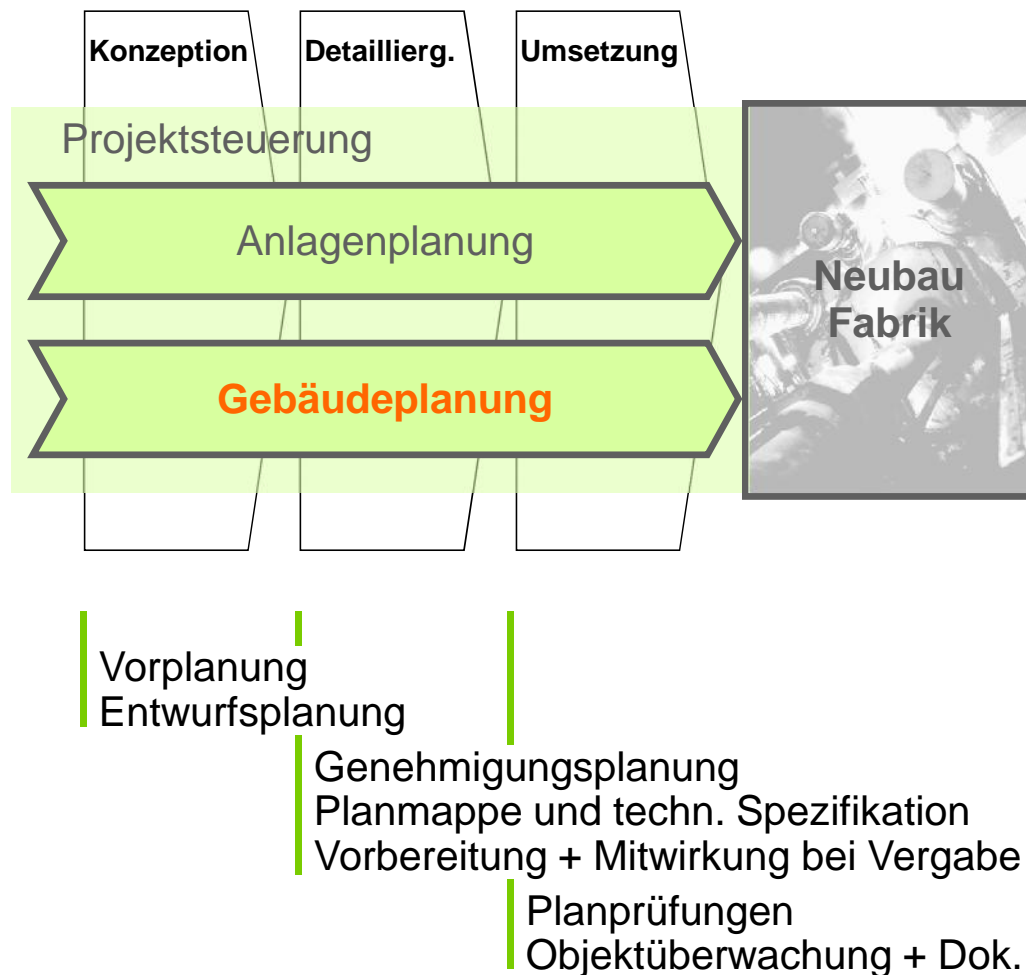 Konzeption
Detaillierg.
Umsetzung
Projektsteuerung
Anlagenplanung
Gebäudeplanung
Neubau
Fabrik
Vorplanung
Entwurfsplanung
Genehmigungsplanung
Planmappe und techn. Spezifikation
Vorbereitung + Mitwirkung bei Vergabe
Planprüfungen
Objektüberwachung + Dok.